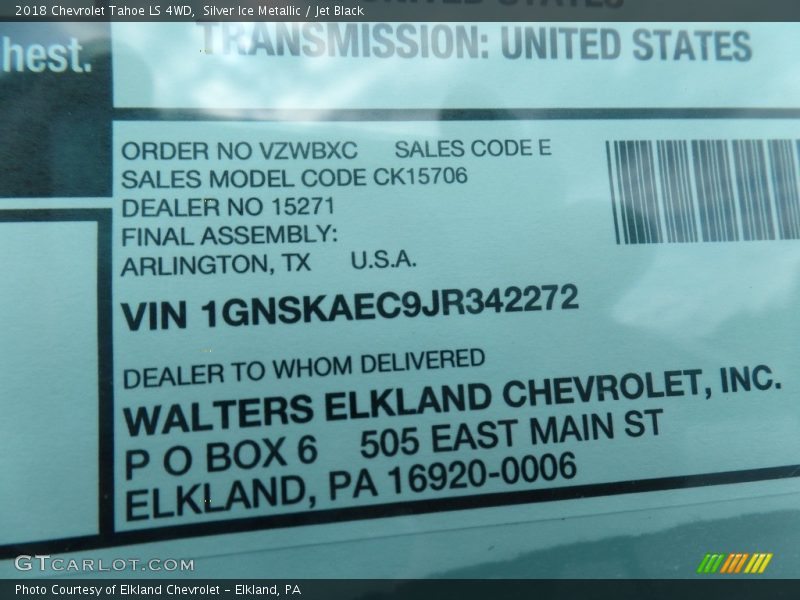 2018 Chevrolet Tahoe LS 4WD, Silver Ice Metallic / Jet Black
UNITED STATES
hest.
TRANSMISSION: UNITED STATES
ORDER NO VZWBXC SALES CODE E
SALES MODEL CODE CK15706
DEALER NO 15271
FINAL ASSEMBLY:
ARLINGTON, TX U.S.A.
VIN 1GNSKAEC9JR342272
DEALER TO WHOM DELIVERED
WALTERS ELKLAND CHEVROLET, INC.
P O BOX 6 505 EAST MAIN ST
ELKLAND, PA 16920-0006
GTCARLOT.COM
Photo Courtesy of Elkland Chevrolet - Elkland, PA